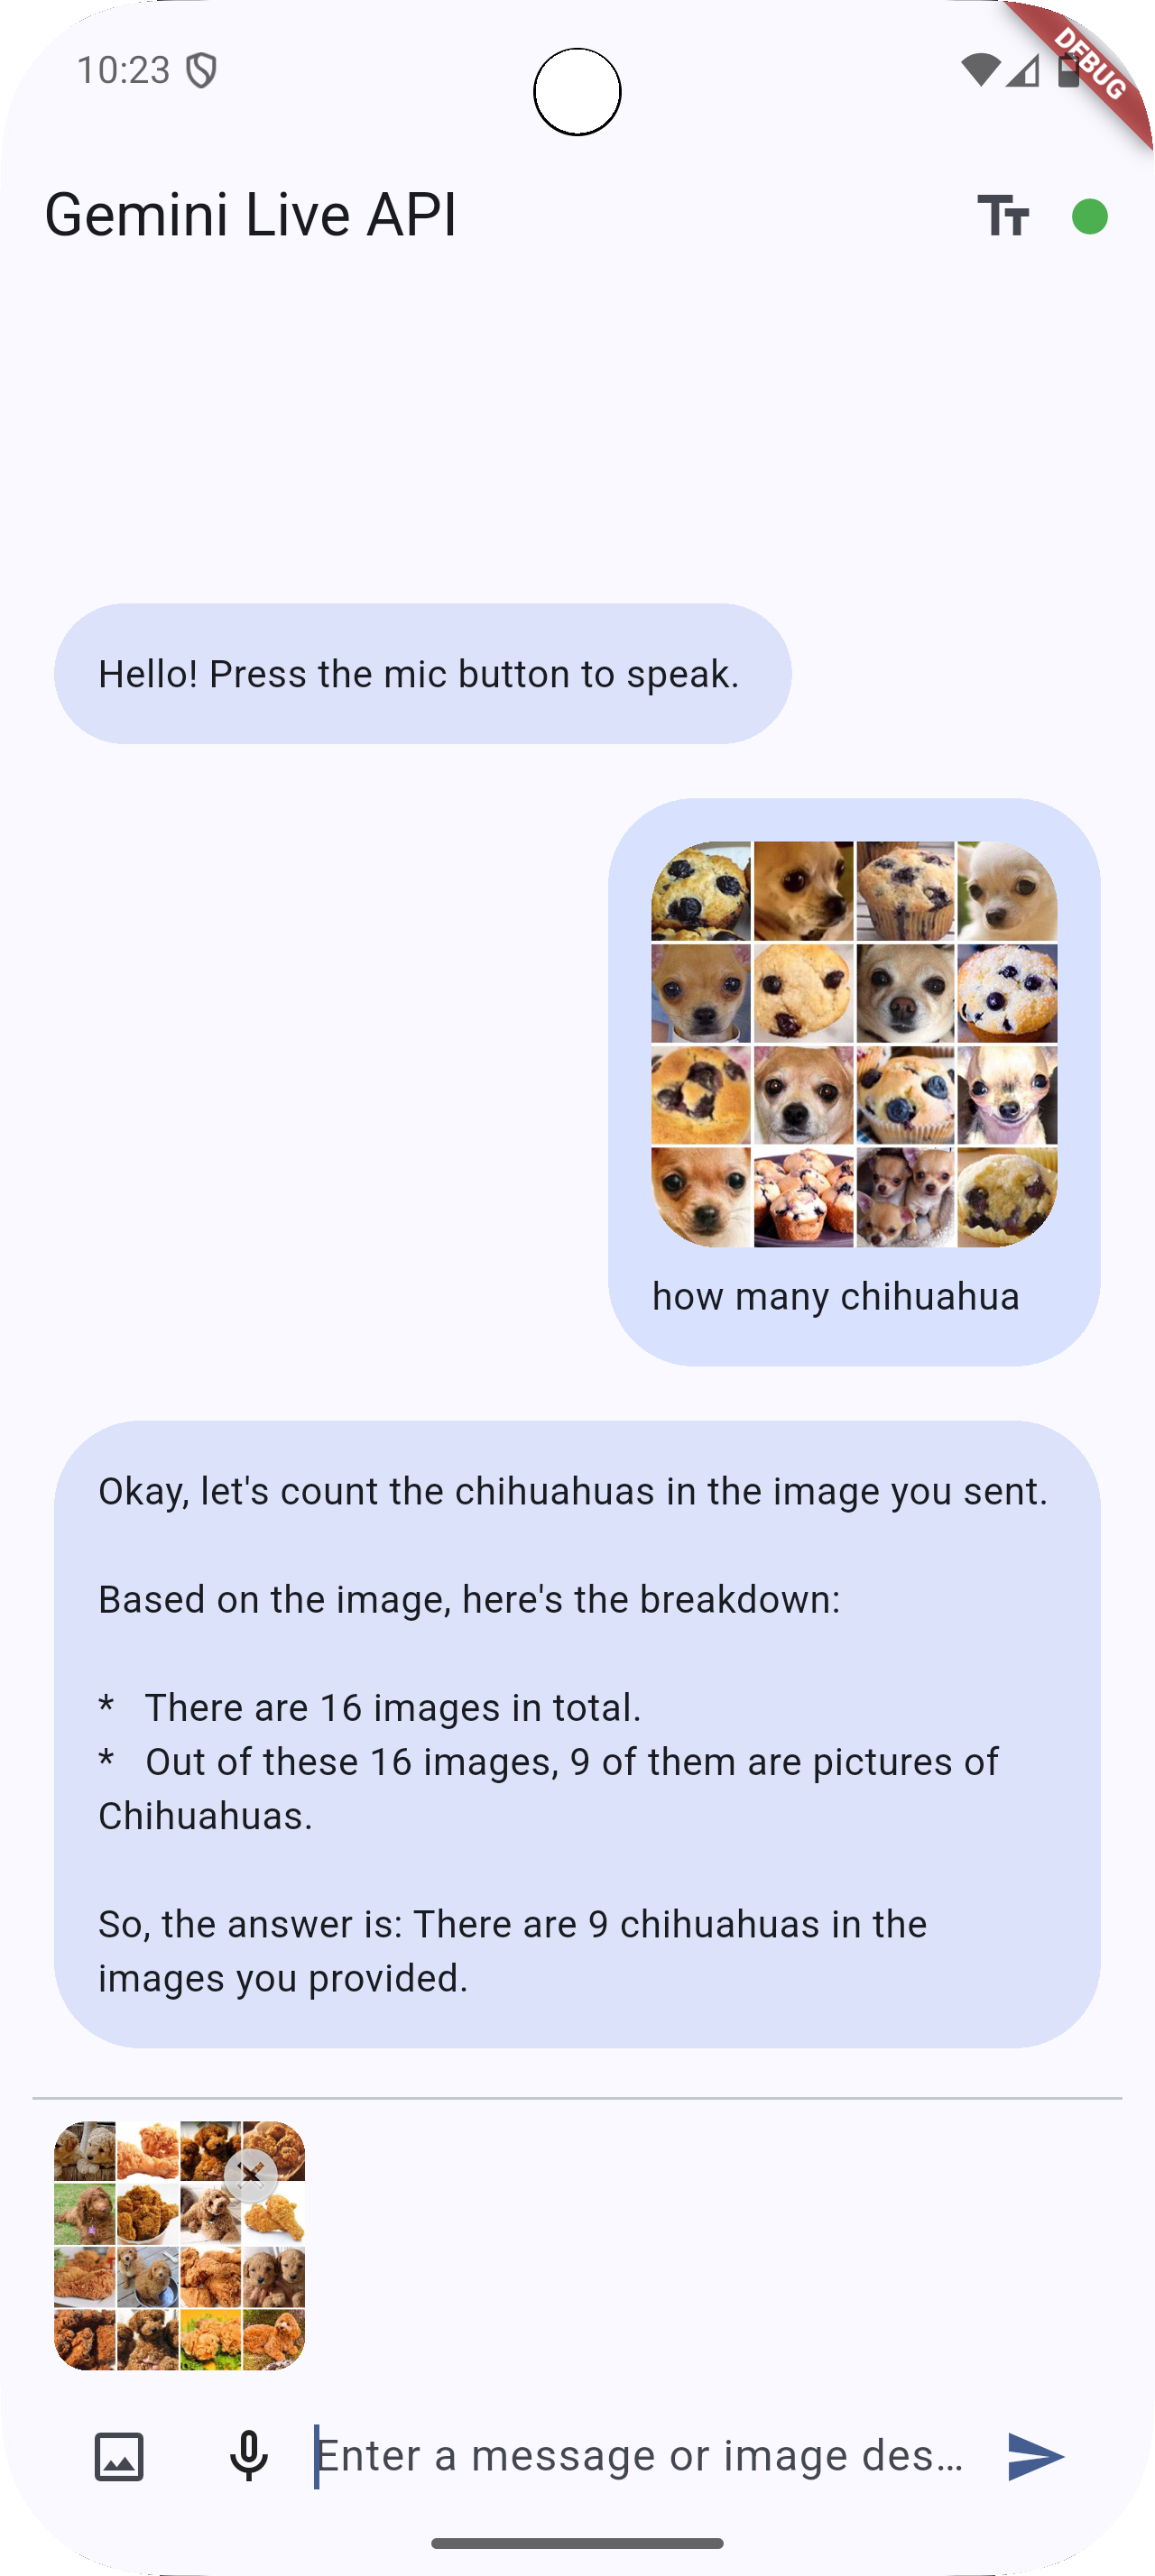 10:23
DEBUG
Gemini Live API
Hello! Press the mic button to speak.
how many chihuahua
Okay, let's count the chihuahuas in the image you sent.
Based on the image, here's the breakdown:
*   There are 16 images in total.
*   Out of these 16 images, 9 of them are pictures of
Chihuahuas.
So, the answer is: There are 9 chihuahuas in the
images you provided.
Enter a message or image des…